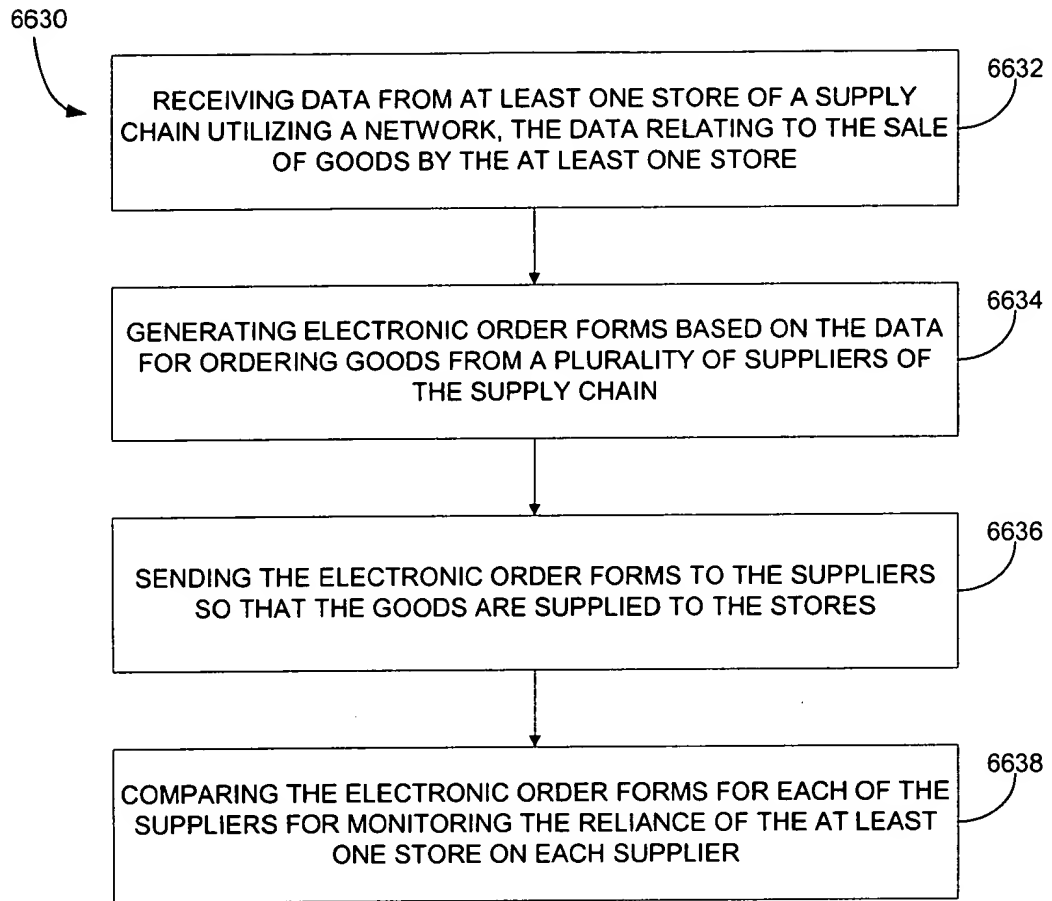 6630
6632
RECEIVING DATA FROM AT LEAST ONE STORE OF A SUPPLY
CHAIN UTILIZING A NETWORK, THE DATA RELATING TO THE SALE
OF GOODS BY THE AT LEAST ONE STORE
6634
GENERATING ELECTRONIC ORDER FORMS BASED ON THE DATA
FOR ORDERING GOODS FROM A PLURALITY OF SUPPLIERS OF
THE SUPPLY CHAIN
6636
SENDING THE ELECTRONIC ORDER FORMS TO THE SUPPLIERS
SO THAT THE GOODS ARE SUPPLIED TO THE STORES
6638
COMPARING THE ELECTRONIC ORDER FORMS FOR EACH OF THE
SUPPLIERS FOR MONITORING THE RELIANCE OF THE AT LEAST
ONE STORE ON EACH SUPPLIER